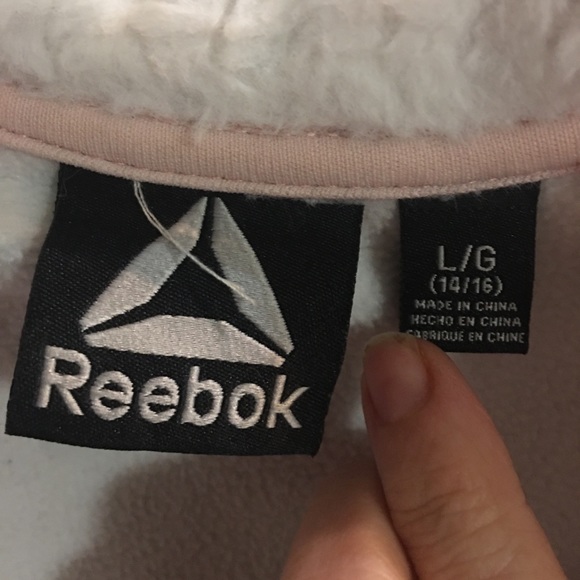 Reebok
L/G
(14/16)
MADE IN CHINA
HECHO EN CHINA
FABRIQUE EN CHINE